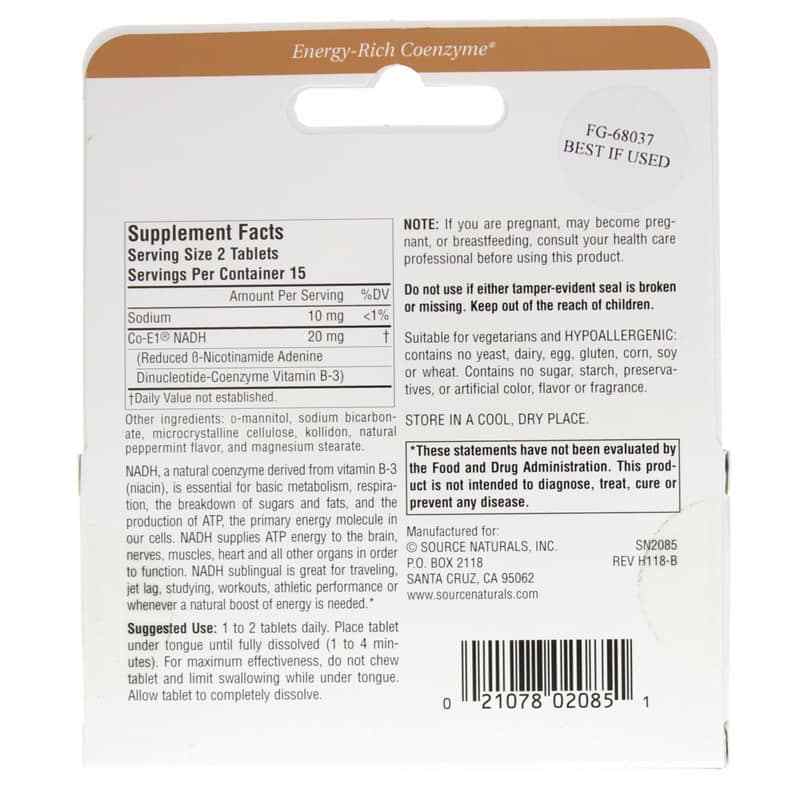 Energy-Rich Coenzyme®
FG-68037
BEST IF USED
Supplement Facts
Serving Size 2 Tablets
Servings Per Container 15
Amount Per Serving %DV
Sodium 10 mg <1%
Co-E1® NADH 20 mg †
(Reduced ß-Nicotinamide Adenine
Dinucleotide-Coenzyme Vitamin B-3)
†Daily Value not established.
Other ingredients: D-mannitol, sodium bicarbon-
ate, microcrystalline cellulose, kollidon, natural
peppermint flavor, and magnesium stearate.
NADH, a natural coenzyme derived from vitamin B-3
(niacin), is essential for basic metabolism, respira-
tion, the breakdown of sugars and fats, and the
production of ATP, the primary energy molecule in
our cells. NADH supplies ATP energy to the brain,
nerves, muscles, heart and all other organs in order
to function. NADH sublingual is great for traveling,
jet lag, studying, workouts, athletic performance or
whenever a natural boost of energy is needed.*
Suggested Use: 1 to 2 tablets daily. Place tablet
under tongue until fully dissolved (1 to 4 min-
utes). For maximum effectiveness, do not chew
tablet and limit swallowing while under tongue.
Allow tablet to completely dissolve.
NOTE: If you are pregnant, may become preg-
nant, or breastfeeding, consult your health care
professional before using this product.
Do not use if either tamper-evident seal is broken
or missing. Keep out of the reach of children.
Suitable for vegetarians and HYPOALLERGENIC:
contains no yeast, dairy, egg, gluten, corn, soy
or wheat. Contains no sugar, starch, preserva-
tives, or artificial color, flavor or fragrance.
STORE IN A COOL, DRY PLACE.
*These statements have not been evaluated by
the Food and Drug Administration. This prod-
uct is not intended to diagnose, treat, cure or
prevent any disease.
Manufactured for:
© SOURCE NATURALS, INC. SN2085
P.O. BOX 2118 REV H118-B
SANTA CRUZ, CA 95062
www.sourcenaturals.com
0 21078 02085 1